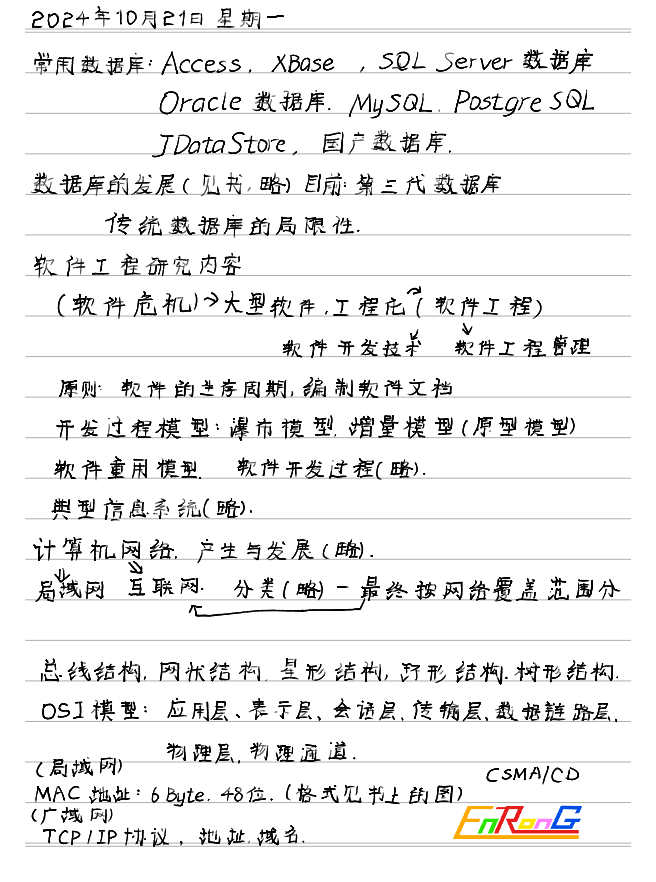 2024年10月21日 星期一
常用数据库: Access, XBase , SQL Server 数据库
Oracle 数据库. MySQL. PostgreSQL
JDataStore, 国产数据库.
数据库的发展(见书,略) 目前: 第三代数据库
传统数据库的局限性.
软件工程研究内容
(软件危机)→大型软件,工程化 (软件工程)
软件开发技术 软件工程管理
原则: 软件的生存周期, 编制软件文档
开发过程模型: 瀑布模型, 增量模型(原型模型)
软件重用模型. 软件开发过程(略).
典型信息系统(略).
计算机网络. 产生与发展(略).
局域网 互联网. 分类(略) - 最终按网络覆盖范围分
总线结构, 网状结构, 星形结构, 环形结构. 树形结构.
OSI模型: 应用层、表示层、会话层, 传输层, 数据链路层,
物理层, 物理通道.
(局域网)
CSMA/CD
MAC 地址: 6 Byte. 48位. (格式见书上的图)
(广域网)
TCP/IP协议, 地址. 域名.
EnRonG